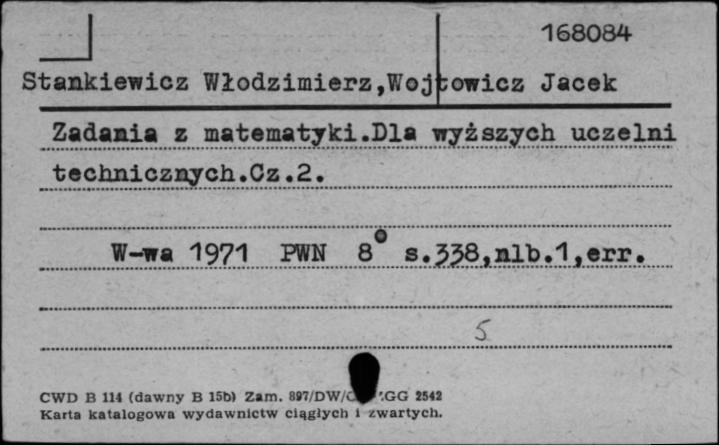 168084
Stankiewicz Włodzimierz,Wojtowicz Jacek
Zadania z matematyki.Dla wyższych uczelni
technicznych.Cz.2.
W-wa 1971 PWN 8° s.338,nlb.1,err.
5
CWD B 114 (dawny B 15b) Zam. 897/DW/ GG 2542
Karta katalogowa wydawnictw ciągłych i zwartych.